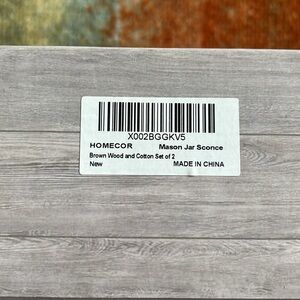 X002BGGKV5
HOMECOR Mason Jar Sconce
Brown Wood and Cotton Set of 2
New MADE IN CHINA